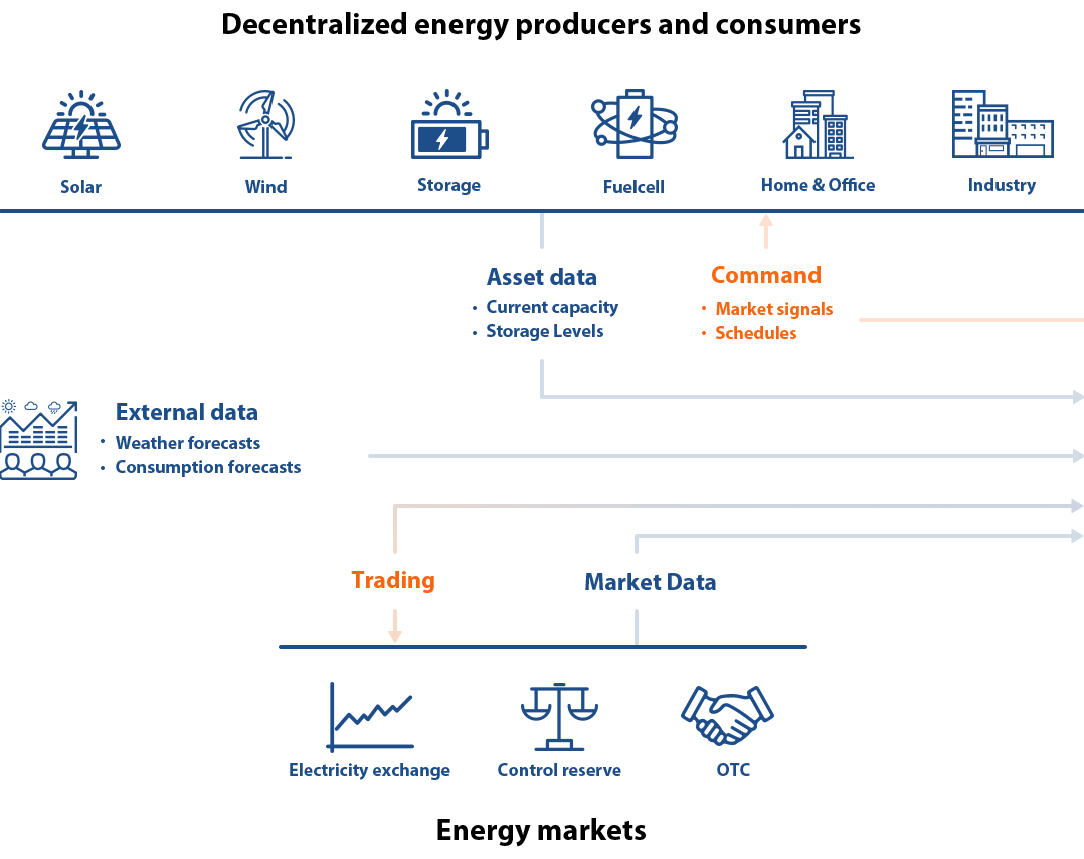 Decentralized energy producers and consumers
Solar
Wind
Storage
Fuelcell
Home & Office
Industry
Asset data
• Current capacity
• Storage Levels
Command
• Market signals
• Schedules
External data
• Weather forecasts
• Consumption forecasts
Trading
Market Data
Electricity exchange
Control reserve
OTC
Energy markets